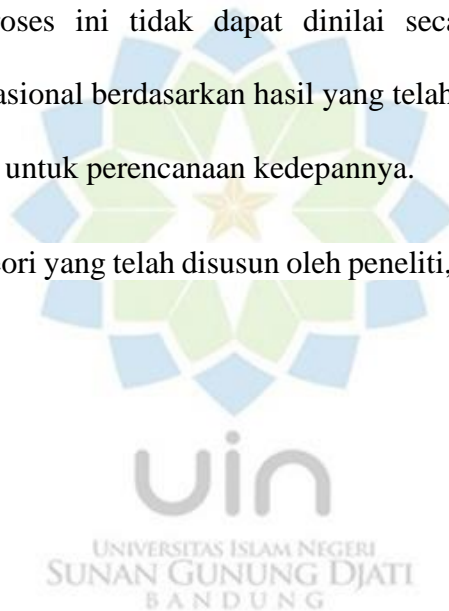 oses ini tidak dapat dinilai seca
asional berdasarkan hasil yang telah
untuk perencanaan kedepannya.
ori yang telah disusun oleh peneliti,
uin
UNIVERSITAS ISLAM NEGERI
SUNAN GUNUNG DJATI
BANDUNG